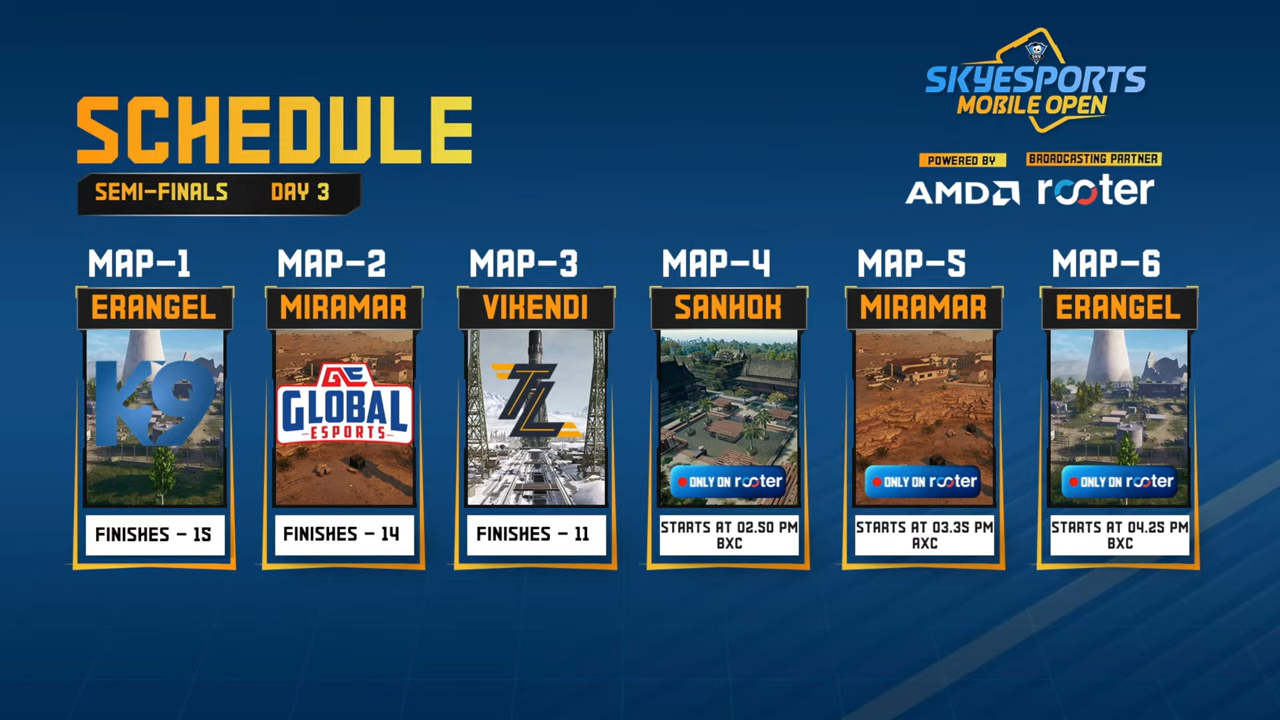 SKYESPORTS
MOBILE OPEN
SCHEDULE
SEMI-FINALS DAY 3
POWERED BY
BROADCASTING PARTNER
AMD
rooter
MAP-1
MAP-2
MAP-3
MAP-4
MAP-5
MAP-6
ERANGEL
MIRAMAR
VIKENDI
SANHOK
MIRAMAR
ERANGEL
K9
GE
GLOBAL
ESPORTS
TL
ONLY ON rooter
ONLY ON rooter
ONLY ON rooter
FINISHES - 15
FINISHES - 14
FINISHES - 11
STARTS AT 02.50 PM
BXC
STARTS AT 03.35 PM
AXC
STARTS AT 04.25 PM
BXC